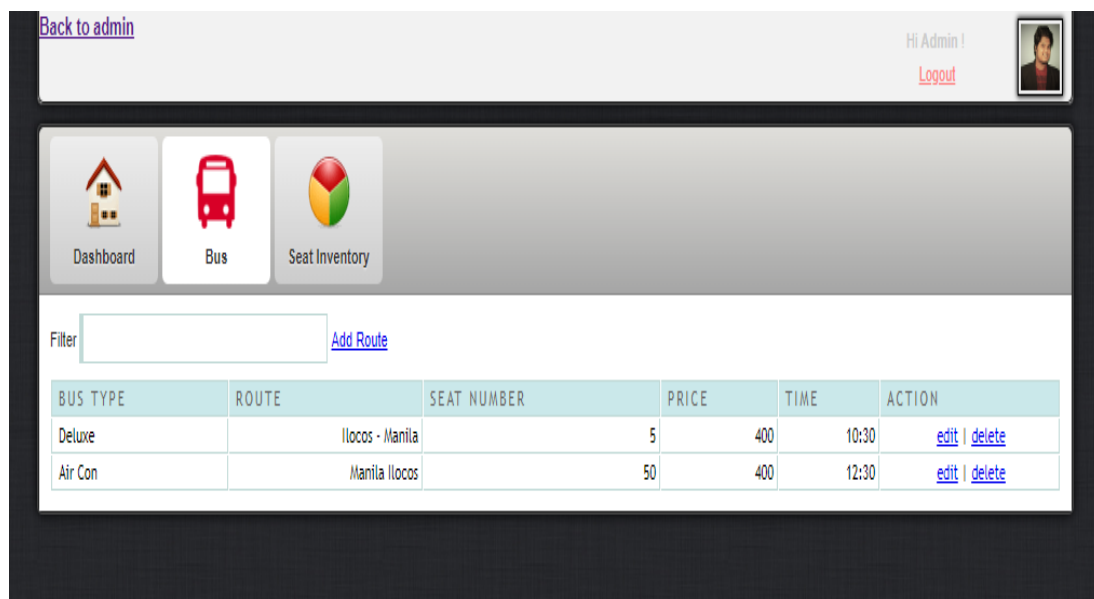 Back to admin
Hi Admin !
Logout
Dashboard
Bus
Seat Inventory
Filter Add Route
BUS TYPE ROUTE SEAT NUMBER PRICE TIME ACTION
Deluxe Ilocos - Manila 5 400 10:30 edit | delete
Air Con Manila Ilocos 50 400 12:30 edit | delete